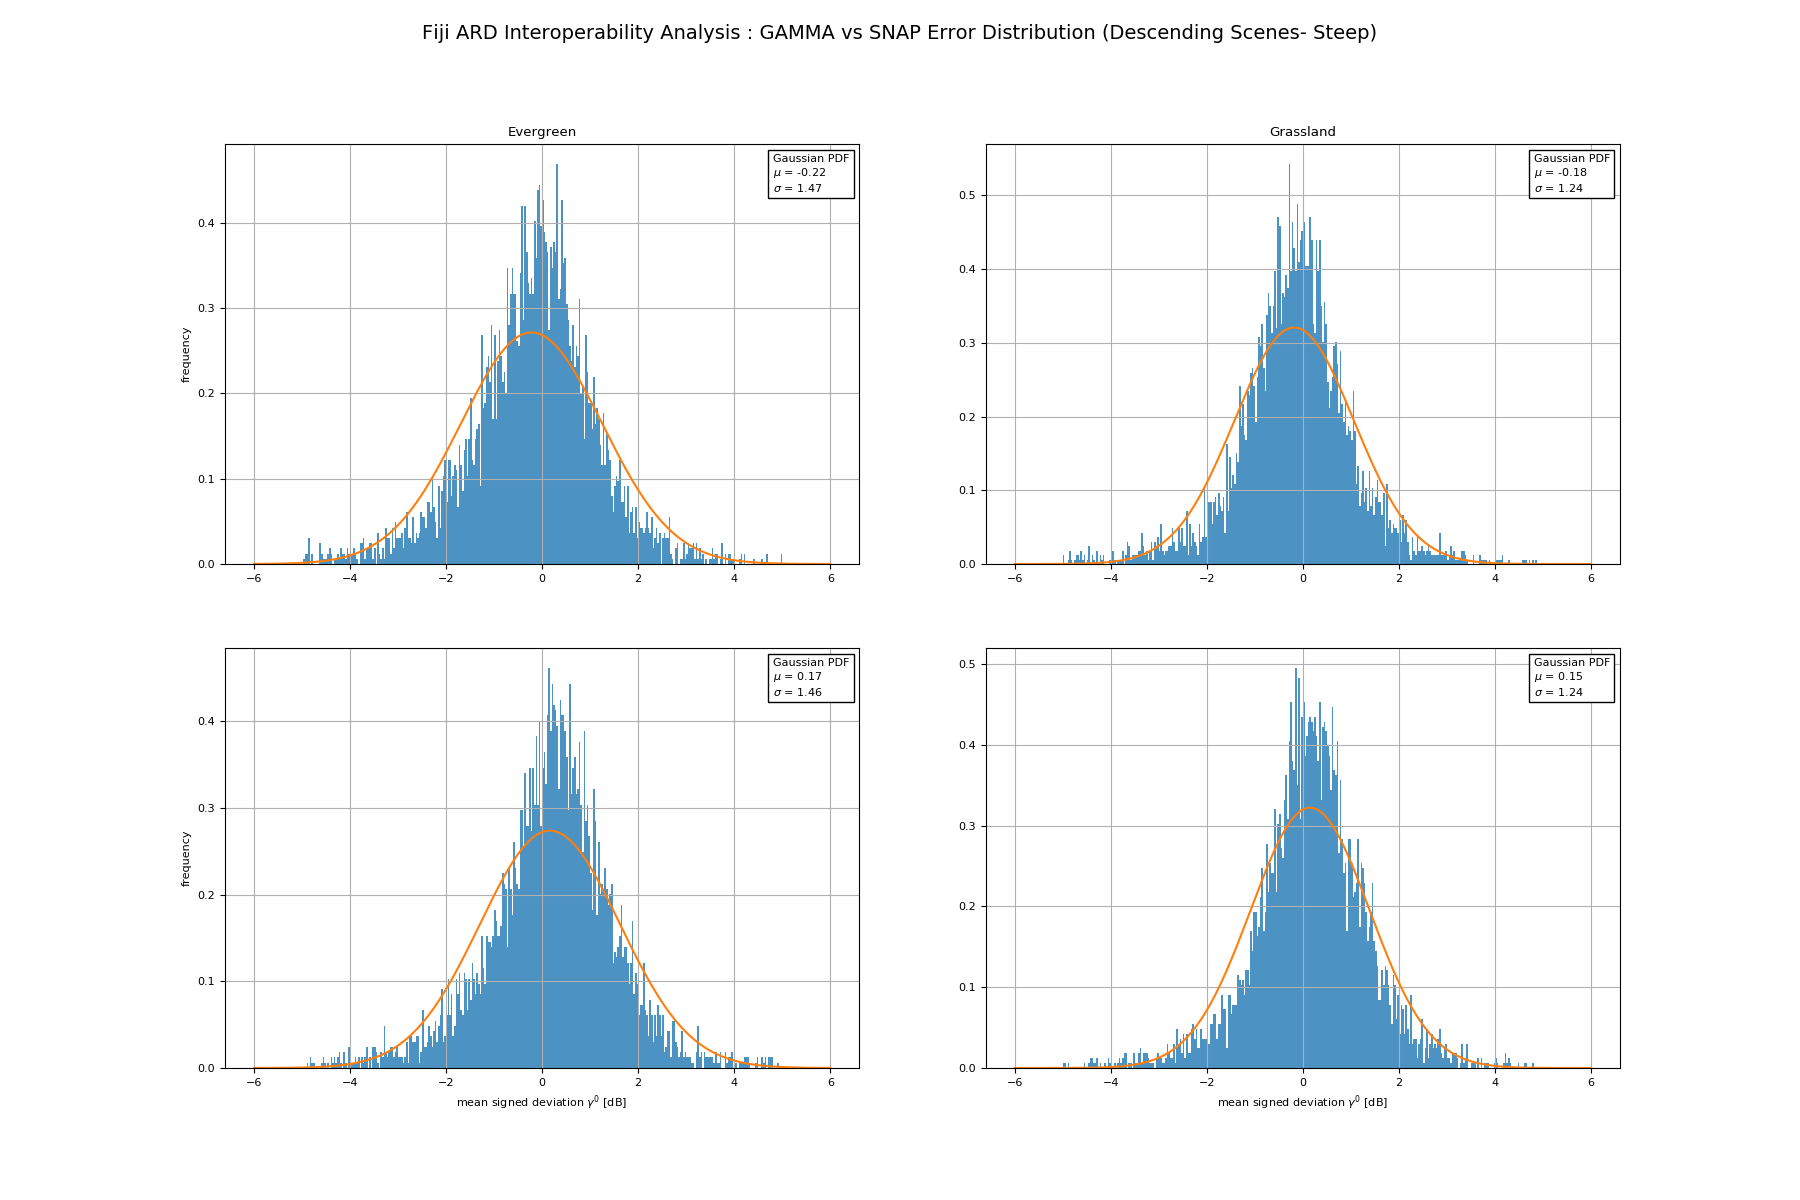 Fiji ARD Interoperability Analysis : GAMMA vs SNAP Error Distribution (Descending Scenes- Steep)
Evergreen
Gaussian PDF
μ = -0.22
σ = 1.47
frequency
0.4
0.3
0.2
0.1
0.0
−6 −4 −2 0 2 4 6
Grassland
Gaussian PDF
μ = -0.18
σ = 1.24
0.5
0.4
0.3
0.2
0.1
0.0
−6 −4 −2 0 2 4 6
Gaussian PDF
μ = 0.17
σ = 1.46
frequency
0.4
0.3
0.2
0.1
0.0
−6 −4 −2 0 2 4 6
mean signed deviation γ⁰ [dB]
Gaussian PDF
μ = 0.15
σ = 1.24
0.5
0.4
0.3
0.2
0.1
0.0
−6 −4 −2 0 2 4 6
mean signed deviation γ⁰ [dB]